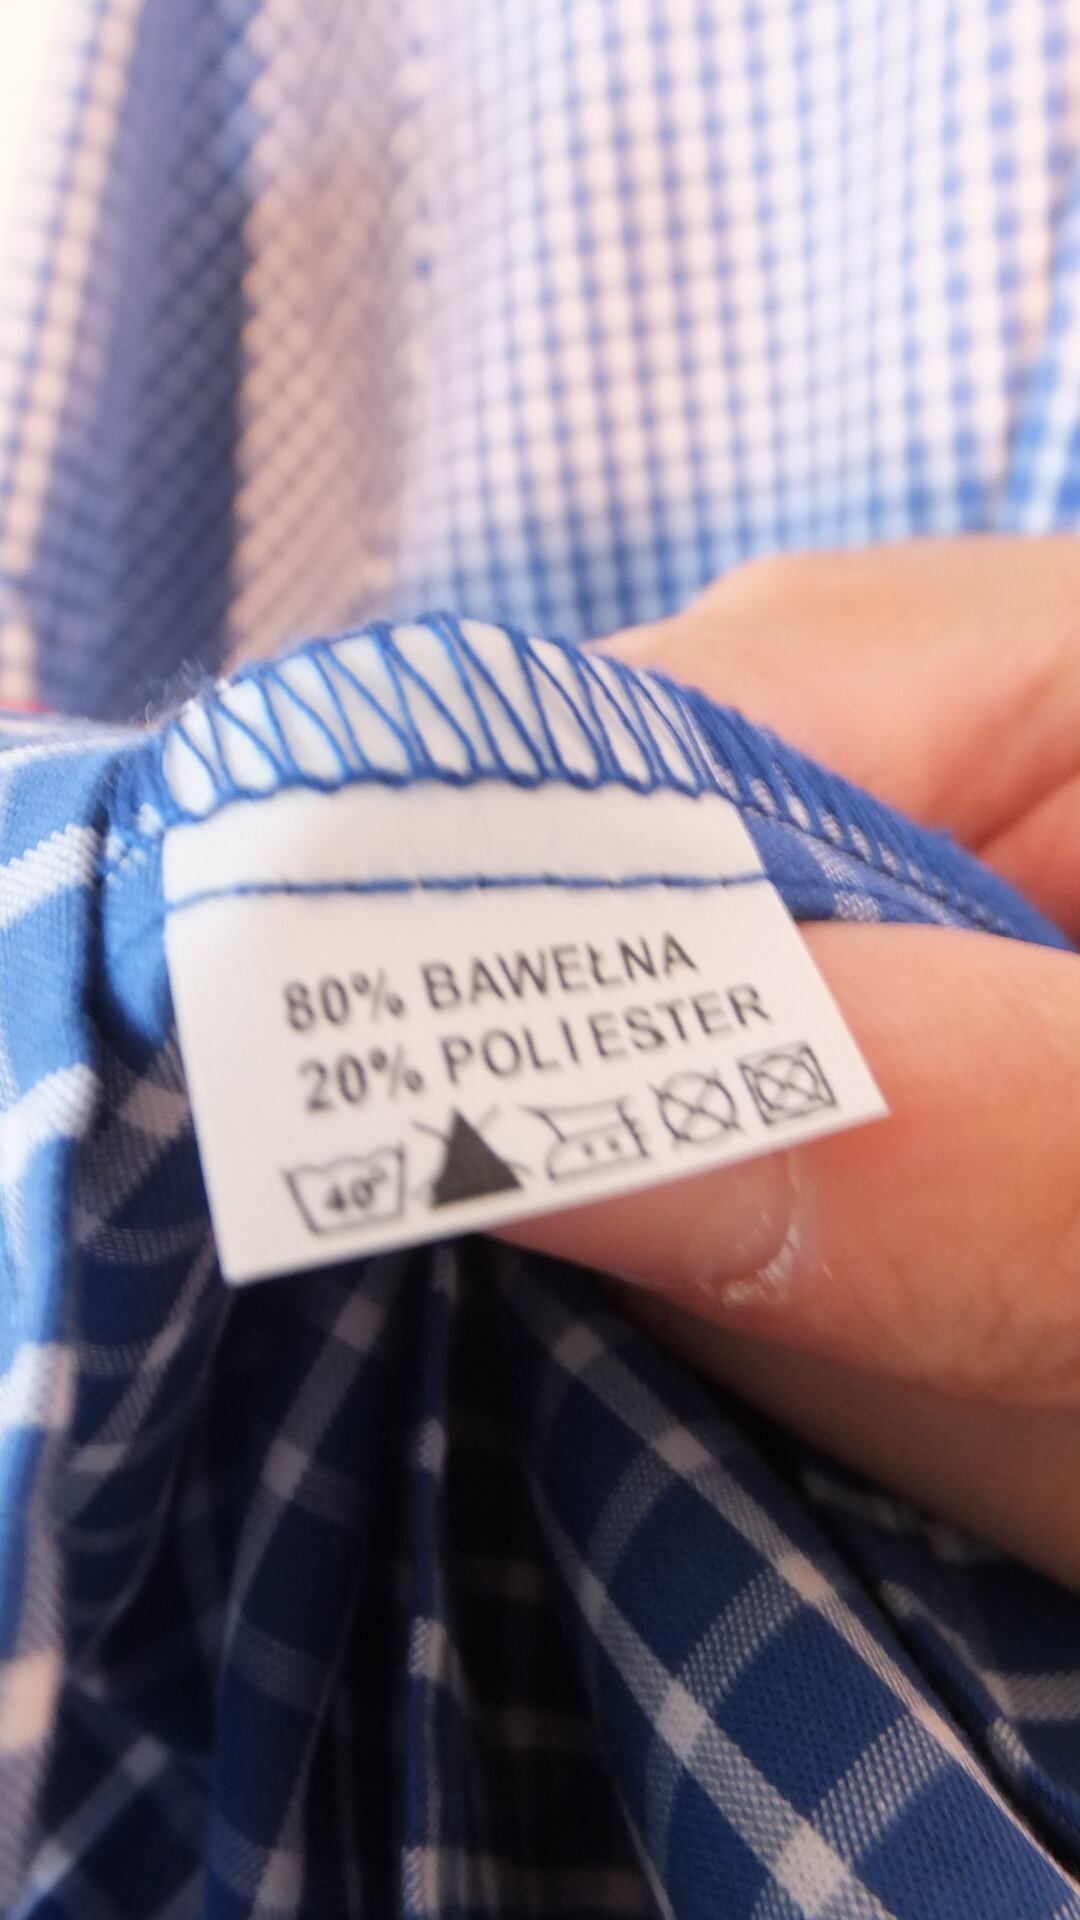 80% BAWEŁNA
20% POLIESTER
40°